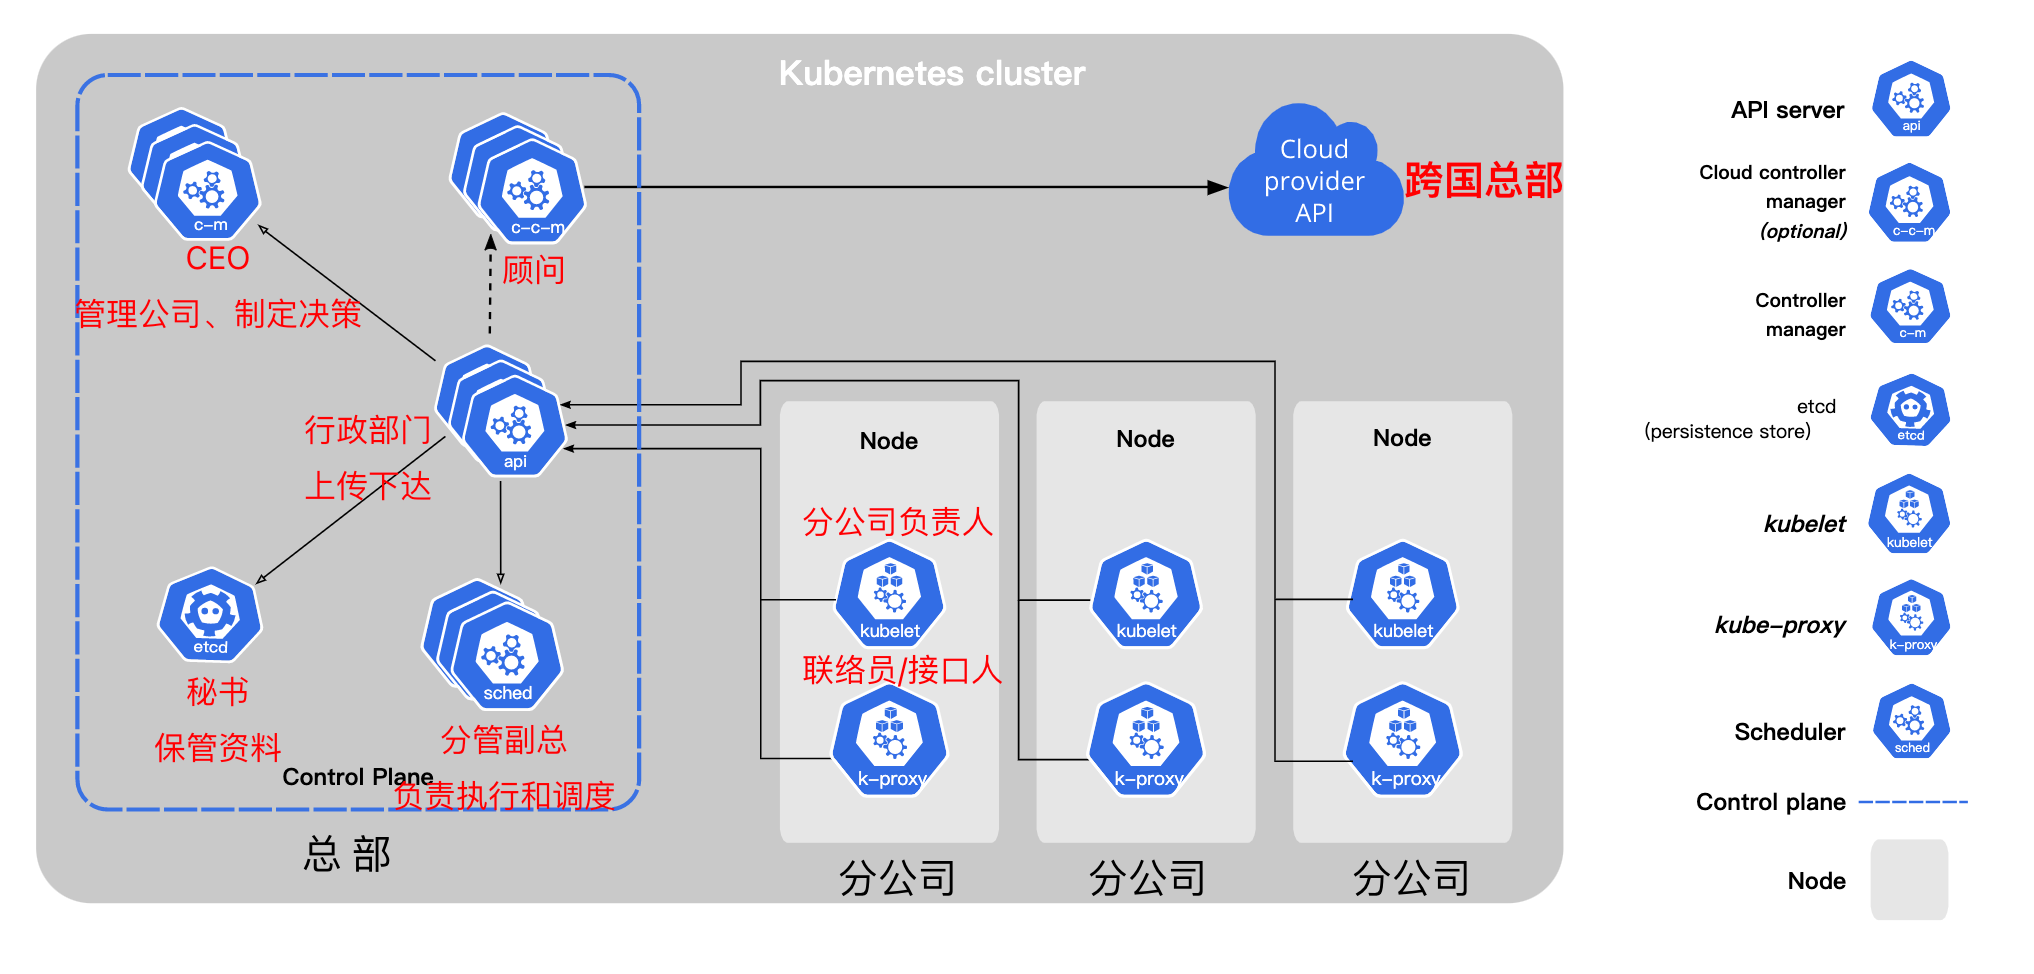 Kubernetes cluster
c-m
CEO
管理公司、制定决策
c-c-m
顾问
Cloud
provider
API
跨国总部
行政部门
上传下达
api
etcd
秘书
保管资料
sched
分管副总
负责执行和调度
Control Plane
总 部
Node
分公司负责人
kubelet
联络员/接口人
k-proxy
分公司
Node
kubelet
k-proxy
分公司
Node
kubelet
k-proxy
分公司
API server
api
Cloud controller
manager
(optional)
c-c-m
Controller
manager
c-m
etcd
(persistence store)
etcd
kubelet
kubelet
kube-proxy
k-proxy
Scheduler
sched
Control plane
Node